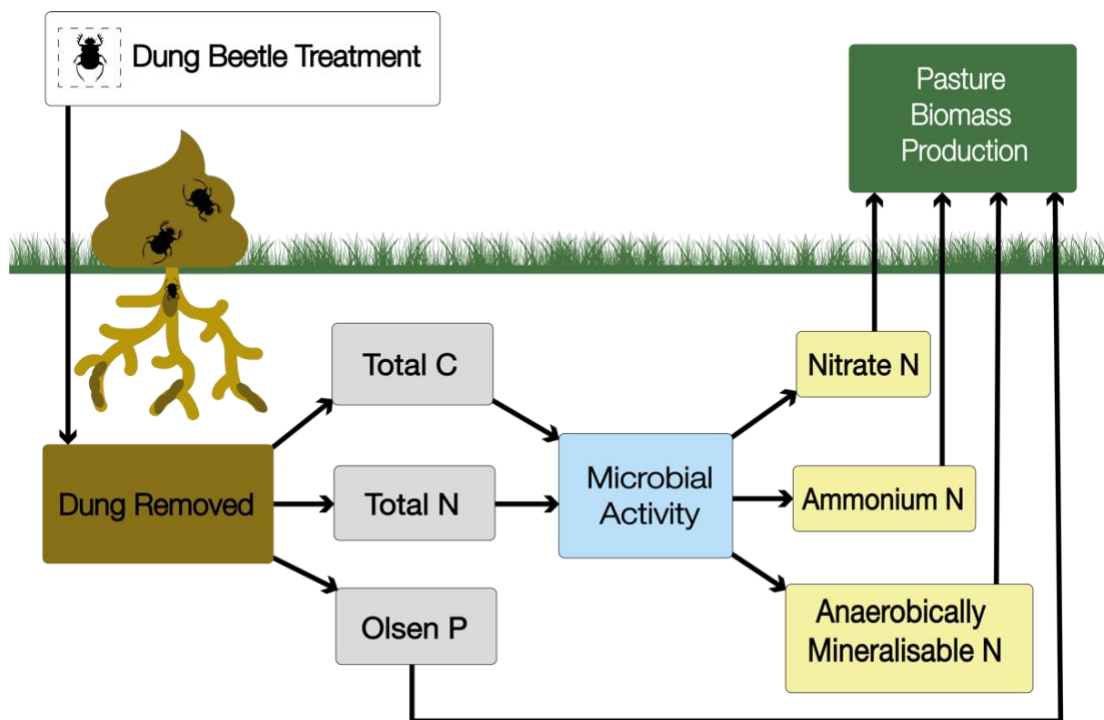 Dung Beetle Treatment
Pasture
Biomass
Production
Total C
Nitrate N
Dung Removed
Total N
Microbial
Activity
Ammonium N
Olsen P
Anaerobically
Mineralisable N